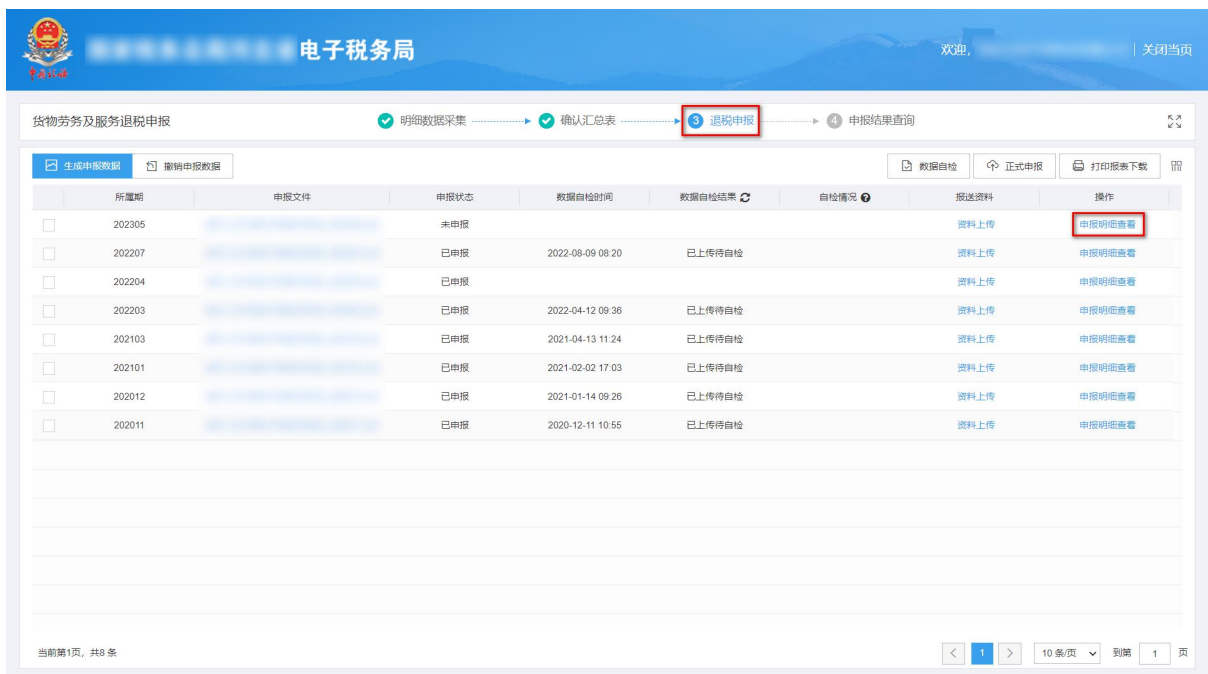 电子税务局 欢迎, | 关闭当页
货物劳务及服务退税申报 明细数据采集 确认汇总表 3 退税申报 4 申报结果查询
生成申报数据 撤销申报数据 数据自检 正式申报 打印报表下载
所属期 申报文件 申报状态 数据自检时间 数据自检结果 自检情况 报送资料 操作
202305 未申报 资料上传 申报明细查看
202207 已申报 2022-08-09 08:20 已上传待自检 资料上传 申报明细查看
202204 已申报 资料上传 申报明细查看
202203 已申报 2022-04-12 09:36 已上传待自检 资料上传 申报明细查看
202103 已申报 2021-04-13 11:24 已上传待自检 资料上传 申报明细查看
202101 已申报 2021-02-02 17:03 已上传待自检 资料上传 申报明细查看
202012 已申报 2021-01-14 09:26 已上传待自检 资料上传 申报明细查看
202011 已申报 2020-12-11 10:55 已上传待自检 资料上传 申报明细查看
当前第1页, 共8 条 < 1 > 10 条/页 到第 1 页